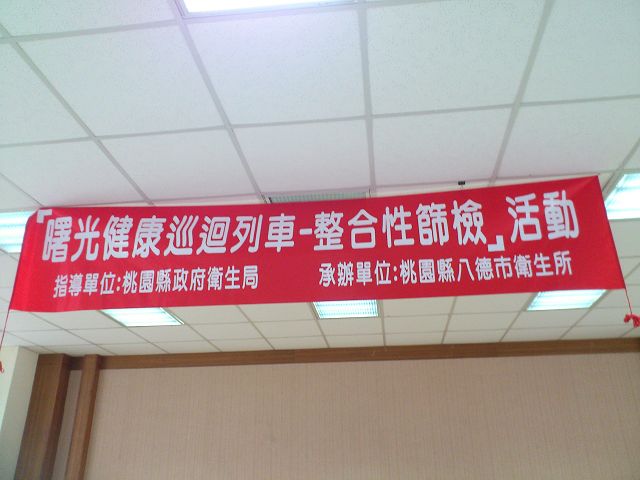 「曙光健康巡迴列車-整合性篩檢」活動
指導單位:桃園縣政府衛生局 承辦單位:桃園縣八德市衛生所